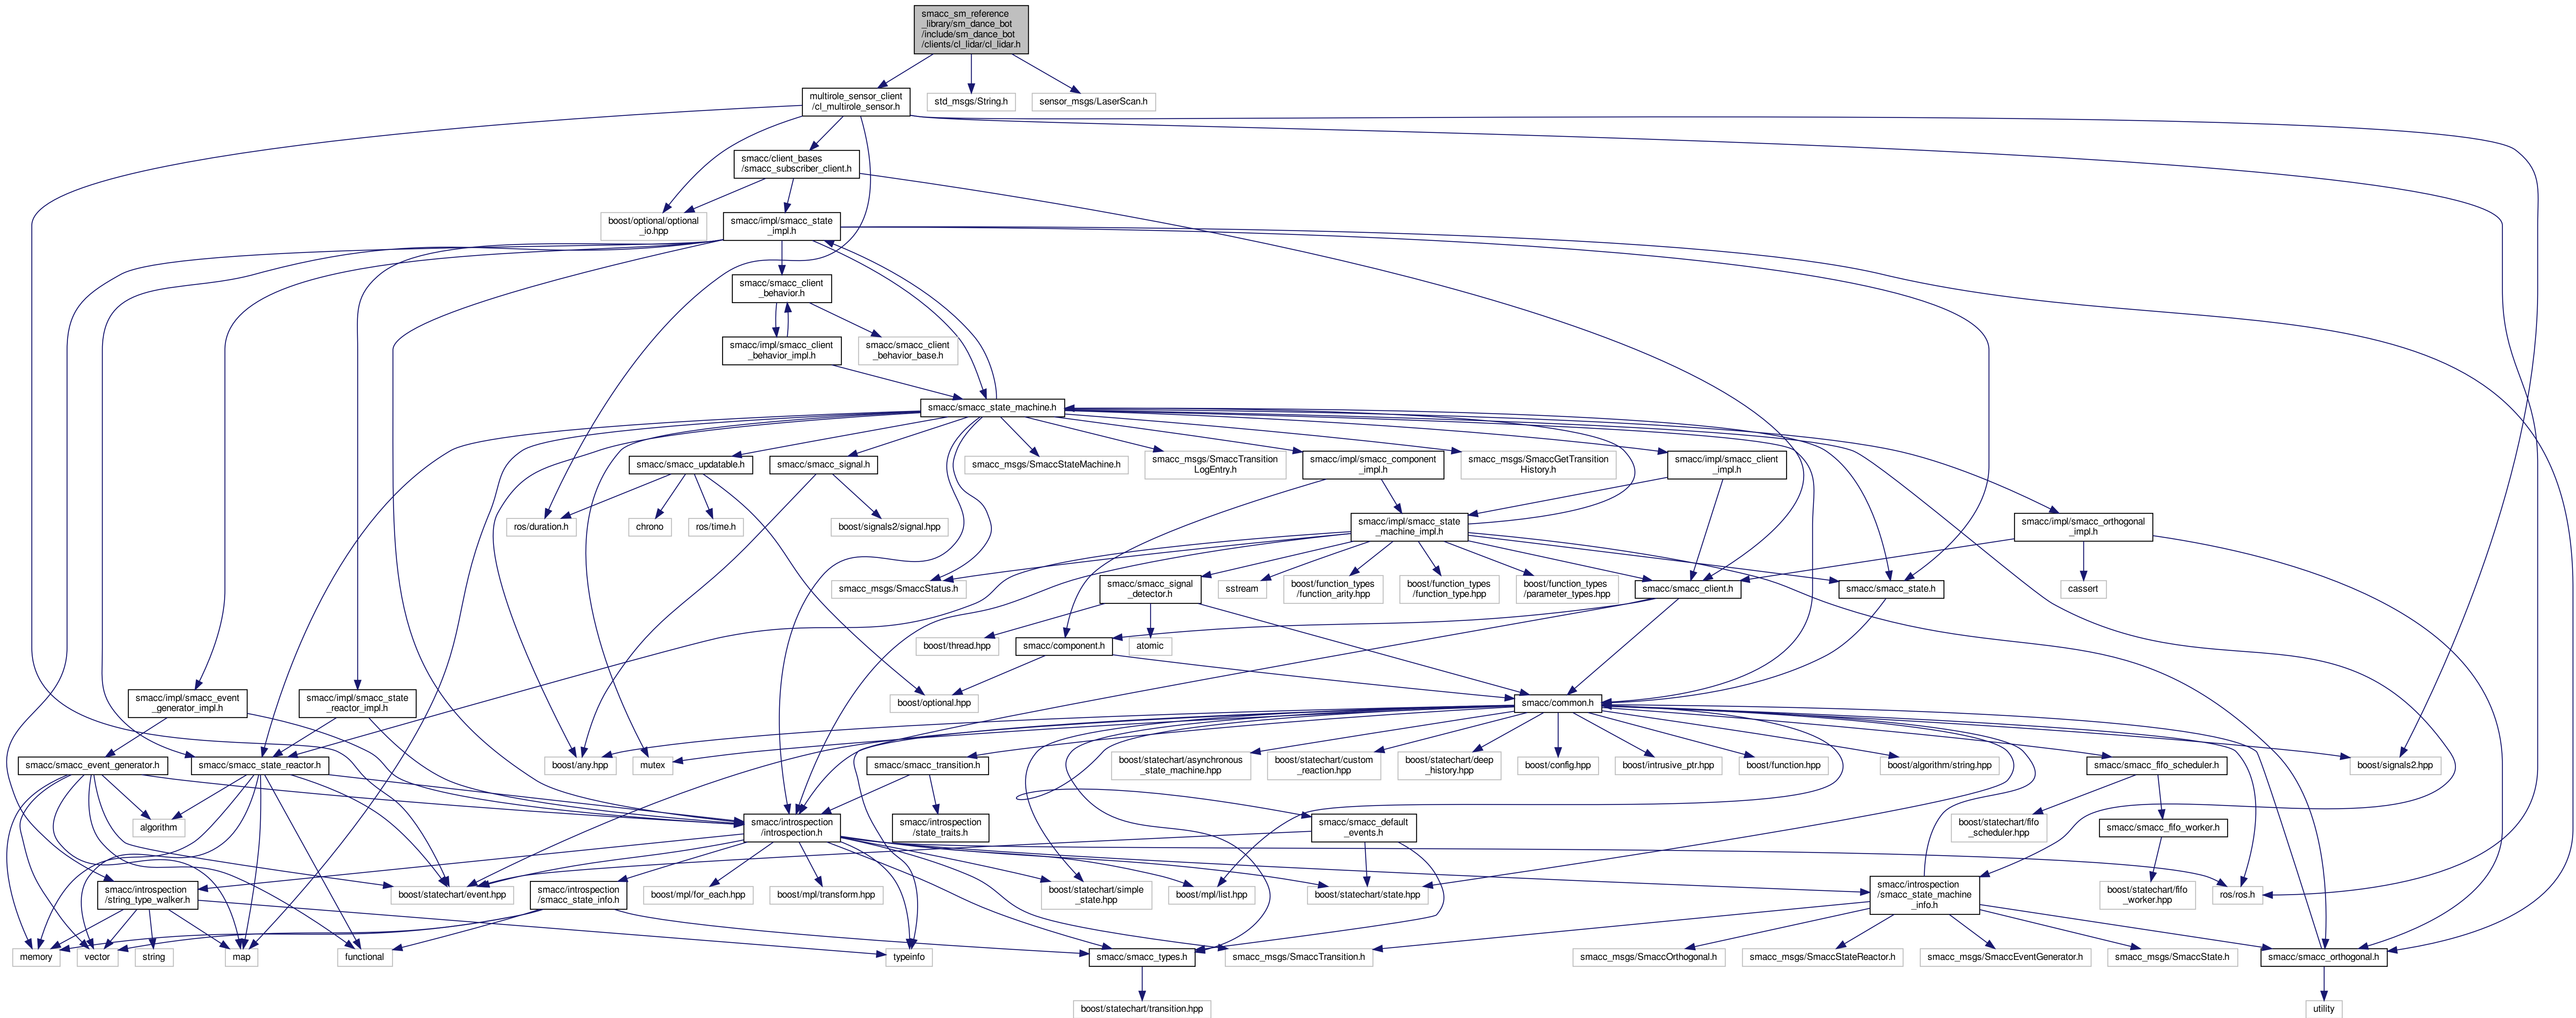 smacc_sm_reference
_library/sm_dance_bot
/include/sm_dance_bot
/clients/cl_lidar/cl_lidar.h
multirole_sensor_client
/cl_multirole_sensor.h
std_msgs/String.h
sensor_msgs/LaserScan.h
smacc/client_bases
/smacc_subscriber_client.h
boost/optional/optional
_io.hpp
smacc/impl/smacc_state
_impl.h
smacc/smacc_client
_behavior.h
smacc/impl/smacc_client
_behavior_impl.h
smacc/smacc_client
_behavior_base.h
smacc/smacc_state_machine.h
smacc/smacc_updatable.h
smacc/smacc_signal.h
smacc_msgs/SmaccStateMachine.h
smacc_msgs/SmaccTransition
LogEntry.h
smacc/impl/smacc_component
_impl.h
smacc_msgs/SmaccGetTransition
History.h
smacc/impl/smacc_client
_impl.h
ros/duration.h
chrono
ros/time.h
boost/signals2/signal.hpp
smacc/impl/smacc_state
_machine_impl.h
smacc/impl/smacc_orthogonal
_impl.h
smacc_msgs/SmaccStatus.h
smacc/smacc_signal
_detector.h
sstream
boost/function_types
/function_arity.hpp
boost/function_types
/function_type.hpp
boost/function_types
/parameter_types.hpp
smacc/smacc_client.h
smacc/smacc_state.h
cassert
boost/thread.hpp
smacc/component.h
atomic
smacc/impl/smacc_event
_generator_impl.h
smacc/impl/smacc_state
_reactor_impl.h
boost/optional.hpp
smacc/common.h
smacc/smacc_event_generator.h
smacc/smacc_state_reactor.h
boost/any.hpp
mutex
smacc/smacc_transition.h
boost/statechart/asynchronous
_state_machine.hpp
boost/statechart/custom
_reaction.hpp
boost/statechart/deep
_history.hpp
boost/config.hpp
boost/intrusive_ptr.hpp
boost/function.hpp
boost/algorithm/string.hpp
smacc/smacc_fifo_scheduler.h
boost/signals2.hpp
algorithm
smacc/introspection
/introspection.h
smacc/introspection
/state_traits.h
smacc/smacc_default
_events.h
boost/statechart/fifo
_scheduler.hpp
smacc/smacc_fifo_worker.h
smacc/introspection
/string_type_walker.h
boost/statechart/event.hpp
smacc/introspection
/smacc_state_info.h
boost/mpl/for_each.hpp
boost/mpl/transform.hpp
boost/statechart/simple
_state.hpp
boost/mpl/list.hpp
boost/statechart/state.hpp
smacc/introspection
/smacc_state_machine
_info.h
boost/statechart/fifo
_worker.hpp
ros/ros.h
memory
vector
string
map
functional
typeinfo
smacc/smacc_types.h
smacc_msgs/SmaccTransition.h
smacc_msgs/SmaccOrthogonal.h
smacc_msgs/SmaccStateReactor.h
smacc_msgs/SmaccEventGenerator.h
smacc_msgs/SmaccState.h
smacc/smacc_orthogonal.h
boost/statechart/transition.hpp
utility